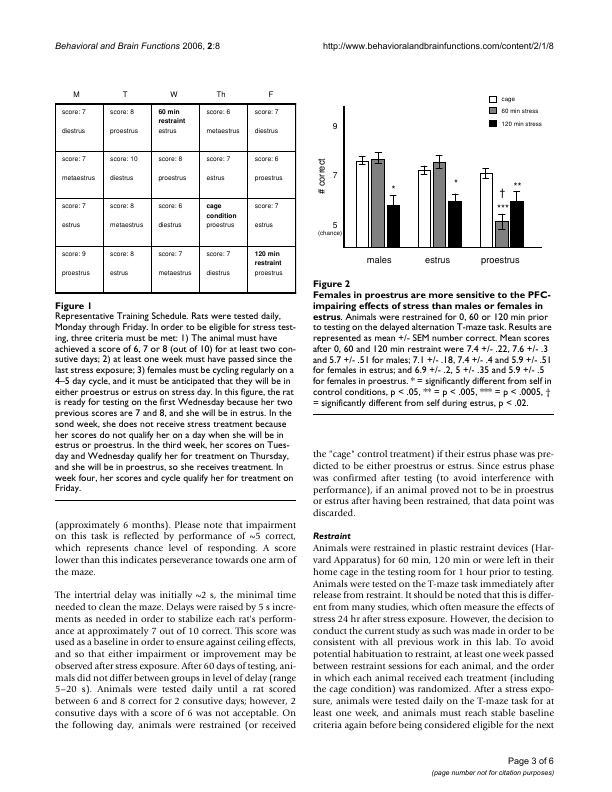 Behavioral and Brain Functions 2006, 2:8
http://www.behavioralandbrainfunctions.com/content/2/1/8
M T W Th F
score: 7 score: 8 60 min restraint score: 6 score: 7
diestrus proestrus estrus metaestrus diestrus
score: 7 score: 10 score: 8 score: 7 score: 6
metaestrus diestrus proestrus estrus proestrus
score: 7 score: 8 score: 6 cage condition score: 7
estrus metaestrus diestrus proestrus estrus
score: 9 score: 8 score: 7 score: 7 120 min restraint
proestrus estrus metaestrus diestrus proestrus
Figure 1
Representative Training Schedule. Rats were tested daily,
Monday through Friday. In order to be eligible for stress test-
ing, three criteria must be met: 1) The animal must have
achieved a score of 6, 7 or 8 (out of 10) for at least two con-
sutive days; 2) at least one week must have passed since the
last stress exposure; 3) females must be cycling regularly on a
4–5 day cycle, and it must be anticipated that they will be in
either proestrus or estrus on stress day. In this figure, the rat
is ready for testing on the first Wednesday because her two
previous scores are 7 and 8, and she will be in estrus. In the
sond week, she does not receive stress treatment because
her scores do not qualify her on a day when she will be in
estrus or proestrus. In the third week, her scores on Tues-
day and Wednesday qualify her for treatment on Thursday,
and she will be in proestrus, so she receives treatment. In
week four, her scores and cycle qualify her for treatment on
Friday.
(approximately 6 months). Please note that impairment
on this task is reflected by performance of ~5 correct,
which represents chance level of responding. A score
lower than this indicates perseverance towards one arm of
the maze.
The intertrial delay was initially ~2 s, the minimal time
needed to clean the maze. Delays were raised by 5 s incre-
ments as needed in order to stabilize each rat's perform-
ance at approximately 7 out of 10 correct. This score was
used as a baseline in order to ensure against ceiling effects,
and so that either impairment or improvement may be
observed after stress exposure. After 60 days of testing, ani-
mals did not differ between groups in level of delay (range
5–20 s). Animals were tested daily until a rat scored
between 6 and 8 correct for 2 consutive days; however, 2
consutive days with a score of 6 was not acceptable. On
the following day, animals were restrained (or received
cage
60 min stress
120 min stress
# correct
9
7
5
(chance)
*
*
†
***
**
males estrus proestrus
Figure 2
Females in proestrus are more sensitive to the PFC-
impairing effects of stress than males or females in
estrus. Animals were restrained for 0, 60 or 120 min prior
to testing on the delayed alternation T-maze task. Results are
represented as mean +/- SEM number correct. Mean scores
after 0, 60 and 120 min restraint were 7.4 +/- .22, 7.6 +/- .3
and 5.7 +/- .51 for males; 7.1 +/- .18, 7.4 +/- .4 and 5.9 +/- .51
for females in estrus; and 6.9 +/- .2, 5 +/- .35 and 5.9 +/- .5
for females in proestrus. * = significantly different from self in
control conditions, p < .05, ** = p < .005, *** = p < .0005, †
= significantly different from self during estrus, p < .02.
the "cage" control treatment) if their estrus phase was pre-
dicted to be either proestrus or estrus. Since estrus phase
was confirmed after testing (to avoid interference with
performance), if an animal proved not to be in proestrus
or estrus after having been restrained, that data point was
discarded.
Restraint
Animals were restrained in plastic restraint devices (Har-
vard Apparatus) for 60 min, 120 min or were left in their
home cage in the testing room for 1 hour prior to testing.
Animals were tested on the T-maze task immediately after
release from restraint. It should be noted that this is differ-
ent from many studies, which often measure the effects of
stress 24 hr after stress exposure. However, the decision to
conduct the current study as such was made in order to be
consistent with all previous work in this lab. To avoid
potential habituation to restraint, at least one week passed
between restraint sessions for each animal, and the order
in which each animal received each treatment (including
the cage condition) was randomized. After a stress expo-
sure, animals were tested daily on the T-maze task for at
least one week, and animals must reach stable baseline
criteria again before being considered eligible for the next
Page 3 of 6
(page number not for citation purposes)